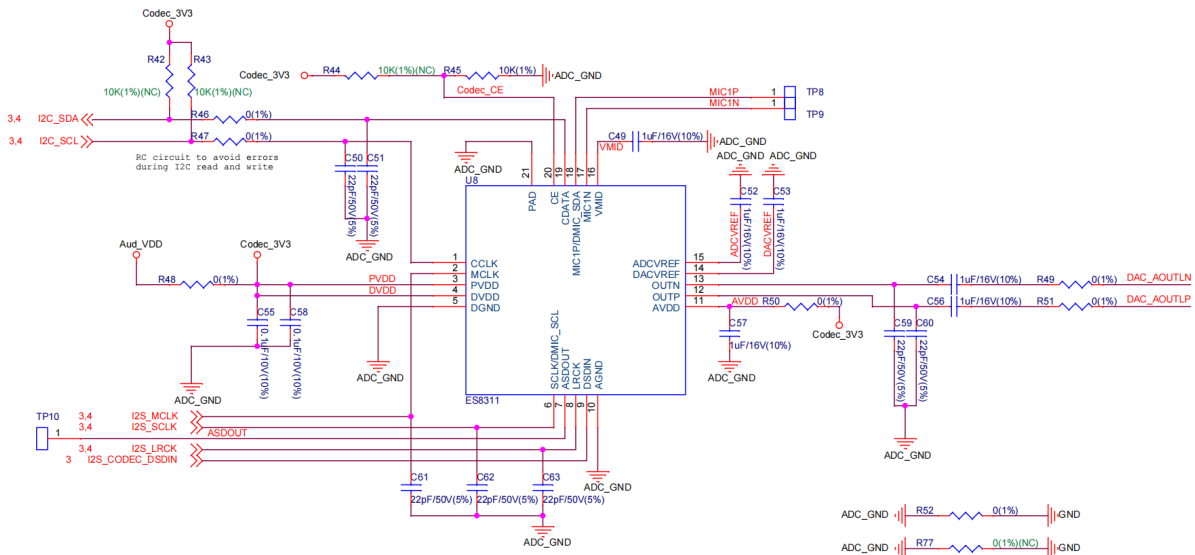 Codec_3V3
R42
R43
10K(1%)(NC)
10K(1%)(NC)
Codec_3V3
R44
10K(1%)(NC)
R45
10K(1%)
ADC_GND
Codec_CE
3,4
I2C_SDA
R46
0(1%)
3,4
I2C_SCL
R47
0(1%)
RC circuit to avoid errors
during I2C read and write
C50
22pF/50V(5%)
C51
22pF/50V(5%)
ADC_GND
MIC1P
1
TP8
MIC1N
1
TP9
C49
1uF/16V(10%)
VMID
ADC_GND
ADC_GND
ADC_GND
ADC_GND
C52
1uF/16V(10%)
ADCVREF
C53
1uF/16V(10%)
DACVREF
U8
21
PAD
20
CE
19
CDATA
18
MIC1P/DMIC_SDA
17
MIC1N
16
VMID
1
CCLK
2
MCLK
3
PVDD
4
DVDD
5
DGND
15
ADCVREF
14
DACVREF
13
OUTN
12
OUTP
11
AVDD
6
SCLK/DMIC_SCL
7
ASDOUT
8
LRCK
9
DSDIN
10
AGND
ES8311
Aud_VDD
Codec_3V3
R48
0(1%)
PVDD
DVDD
C55
0.1uF/10V(10%)
C58
0.1uF/10V(10%)
ADC_GND
ADC_GND
C54
1uF/16V(10%)
R49
0(1%)
DAC_AOUTLN
C56
1uF/16V(10%)
R51
0(1%)
DAC_AOUTLP
AVDD
R50
0(1%)
Codec_3V3
C57
1uF/16V(10%)
ADC_GND
C59
22pF/50V(5%)
C60
22pF/50V(5%)
ADC_GND
TP10
1
3,4
I2S_MCLK
3,4
I2S_SCLK
ASDOUT
3,4
I2S_LRCK
3
I2S_CODEC_DSDIN
C61
22pF/50V(5%)
C62
22pF/50V(5%)
C63
22pF/50V(5%)
ADC_GND
ADC_GND
ADC_GND
R52
0(1%)
GND
ADC_GND
R77
0(1%)(NC)
GND